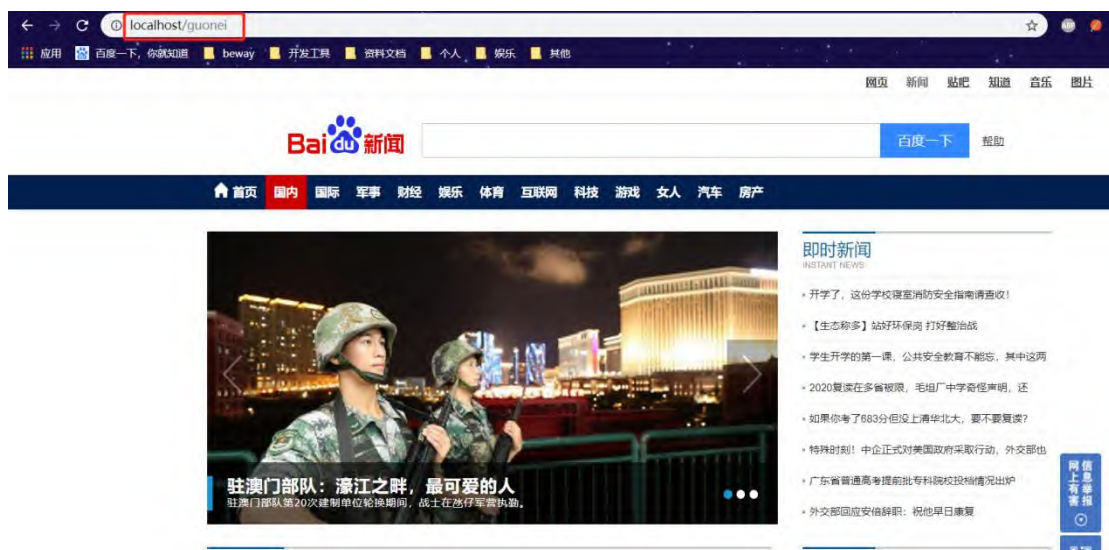 localhost/guonei
应用 百度一下，你就知道 beway 开发工具 资料文档 个人 娱乐 其他
网页 新闻 贴吧 知道 音乐 图片
Baidu新闻 百度一下 帮助
首页 国内 国际 军事 财经 娱乐 体育 互联网 科技 游戏 女人 汽车 房产
即时新闻
INSTANT NEWS
开学了，这份学校寝室消防安全指南请查收！
【生态称多】站好环保岗 打好整治战
学生开学的第一课，公共安全教育不能忘，其中这两
2020复读在多省被限，毛坦厂中学奇怪声明，还
如果你考了683分但没上清华北大，要不要复读？
特殊时刻！中企正式对美国政府采取行动，外交部也
广东省普通高考提前批专科院校投档情况出炉
外交部回应安倍辞职：祝他早日康复
驻澳门部队：濠江之畔，最可爱的人
驻澳门部队第20次建制单位轮换期间，战士在氹仔军营执勤。
网上有害
信息举报